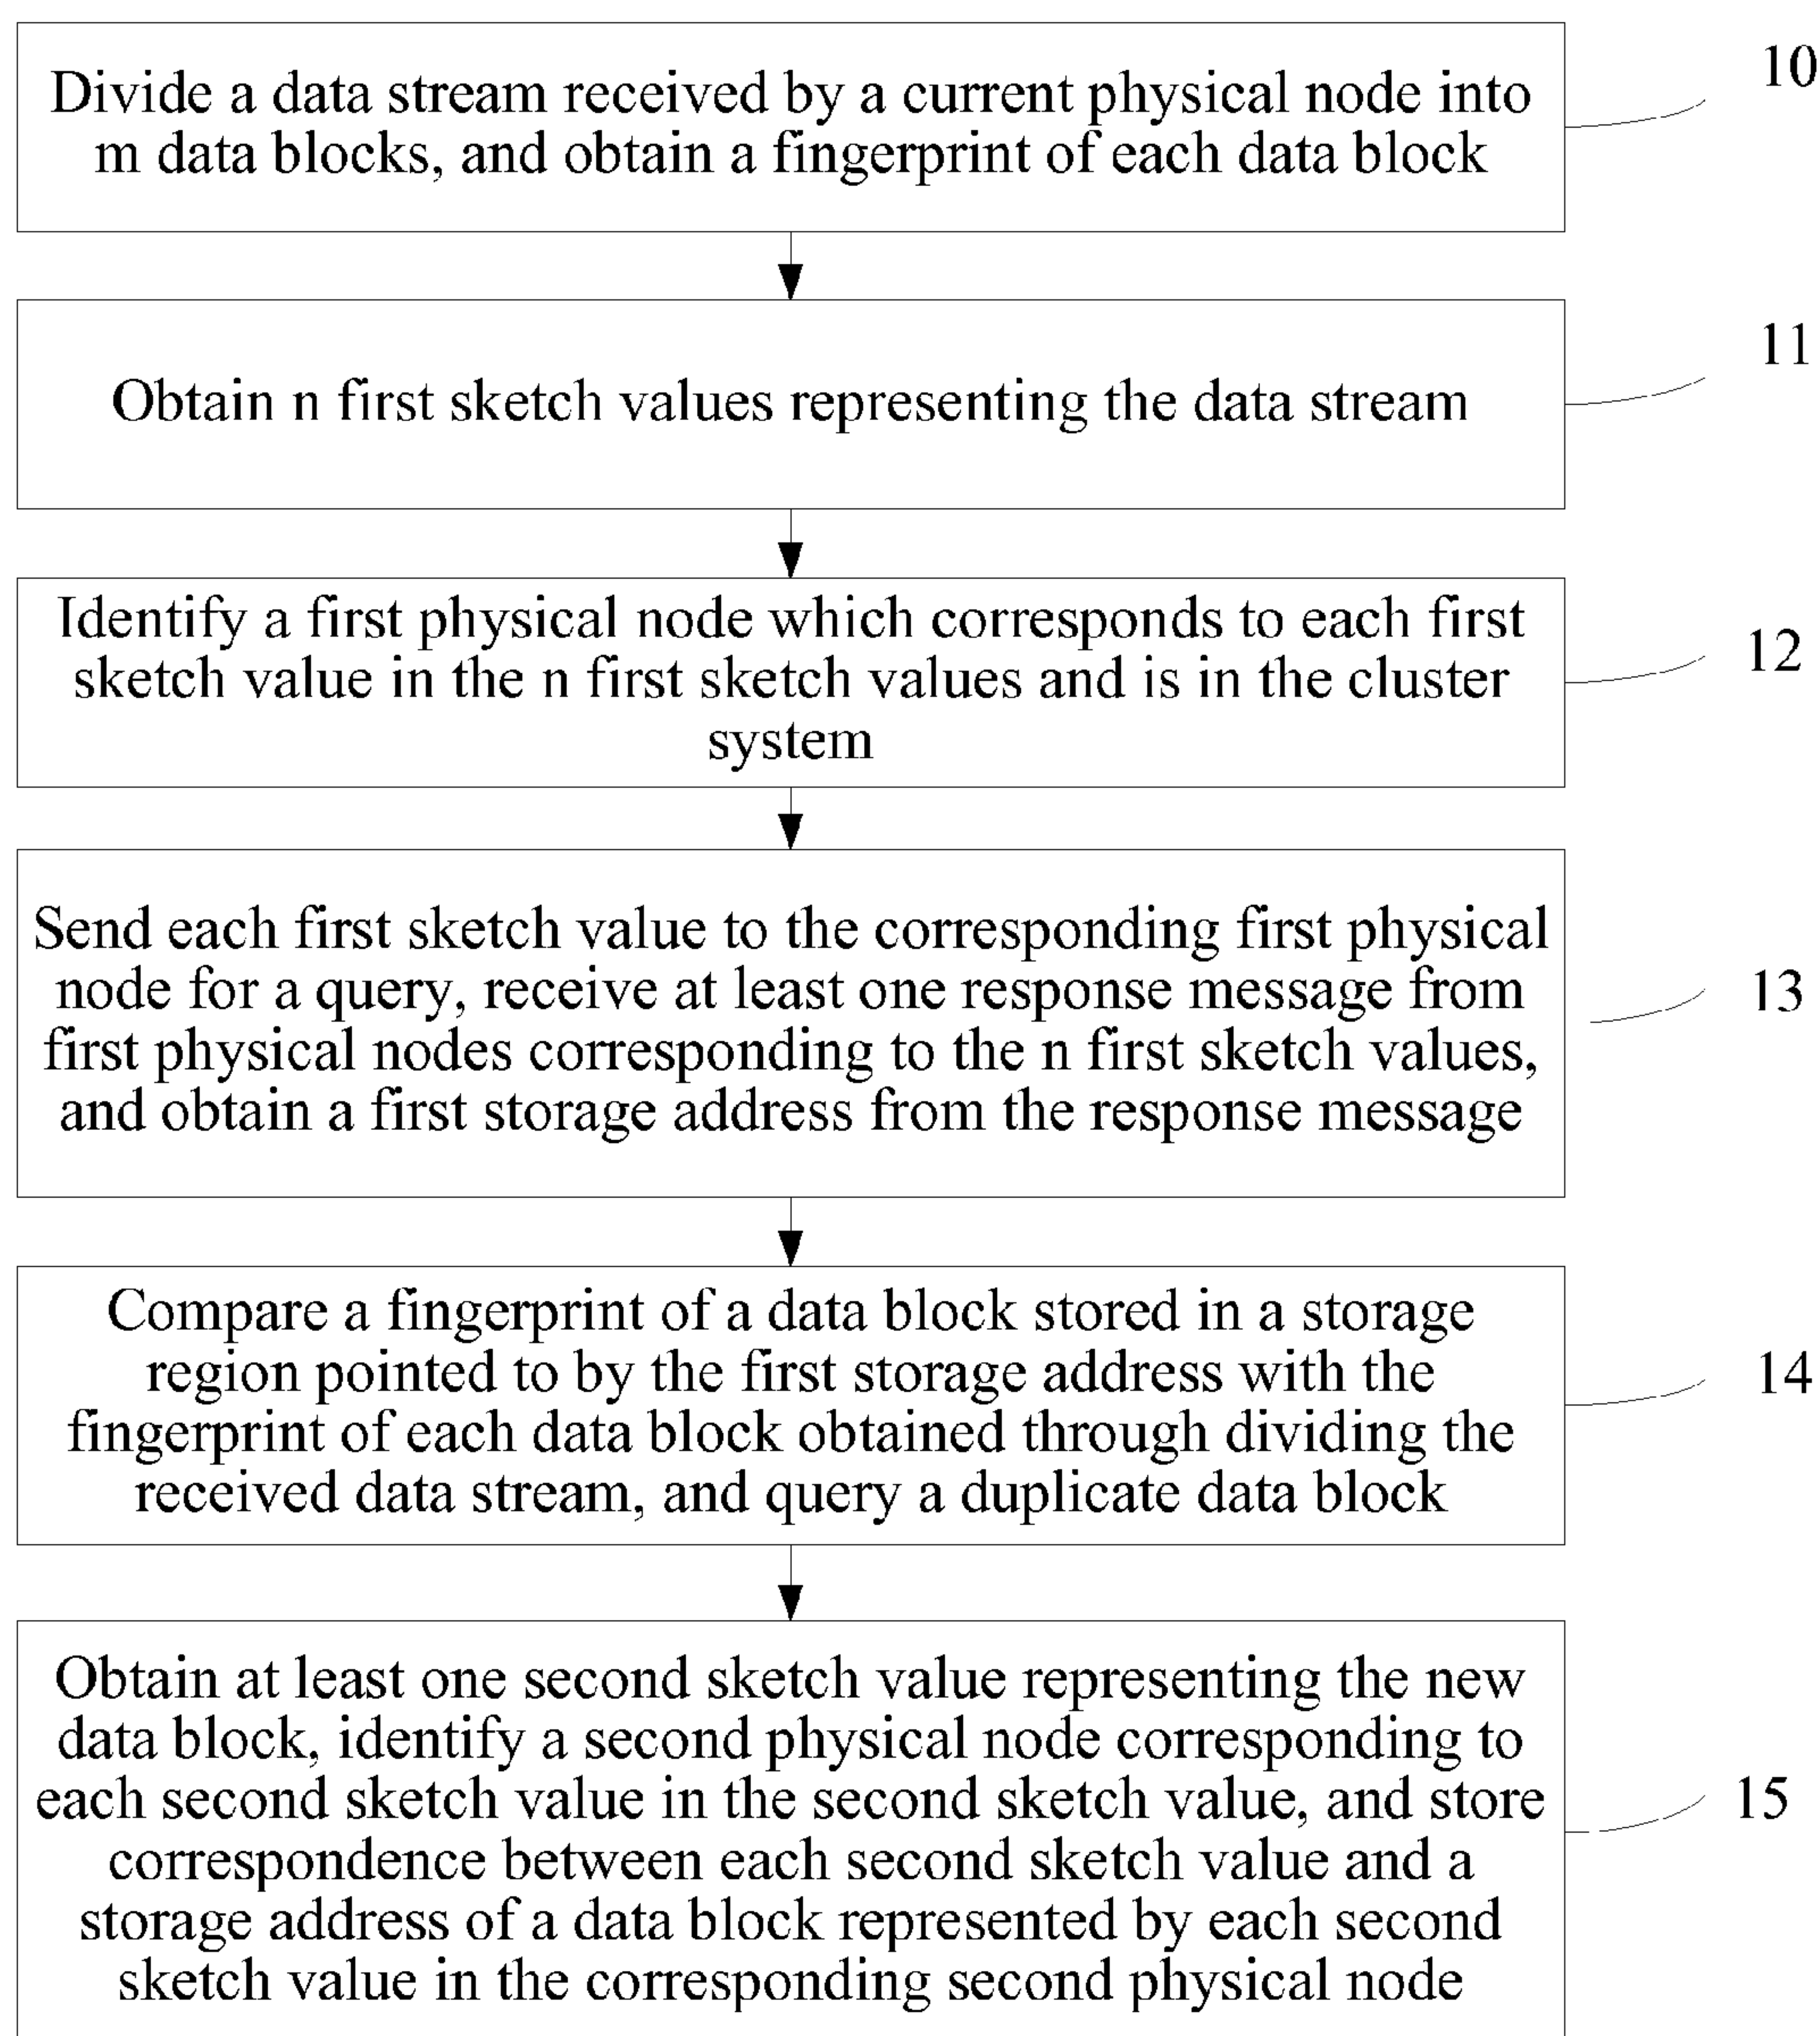 Divide a data stream received by a current physical node into
m data blocks, and obtain a fingerprint of each data block
10
Obtain n first sketch values representing the data stream
11
Identify a first physical node which corresponds to each first
sketch value in the n first sketch values and is in the cluster
system
12
Send each first sketch value to the corresponding first physical
node for a query, receive at least one response message from
first physical nodes corresponding to the n first sketch values,
and obtain a first storage address from the response message
13
Compare a fingerprint of a data block stored in a storage
region pointed to by the first storage address with the
fingerprint of each data block obtained through dividing the
received data stream, and query a duplicate data block
14
Obtain at least one second sketch value representing the new
data block, identify a second physical node corresponding to
each second sketch value in the second sketch value, and store
correspondence between each second sketch value and a
storage address of a data block represented by each second
sketch value in the corresponding second physical node
15